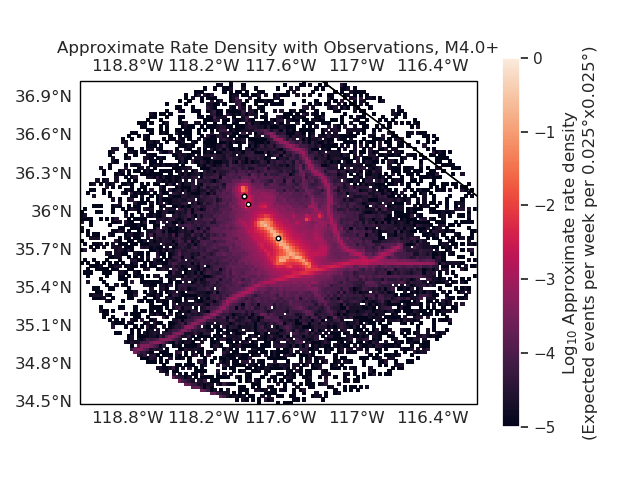 Approximate Rate Density with Observations, M4.0+
118.8°W 118.2°W 117.6°W 117°W 116.4°W
36.9°N
36.6°N
36.3°N
36°N
35.7°N
35.4°N
35.1°N
34.8°N
34.5°N
118.8°W 118.2°W 117.6°W 117°W 116.4°W
0
−1
−2
−3
−4
−5
Log10 Approximate rate density
(Expected events per week per 0.025°x0.025°)